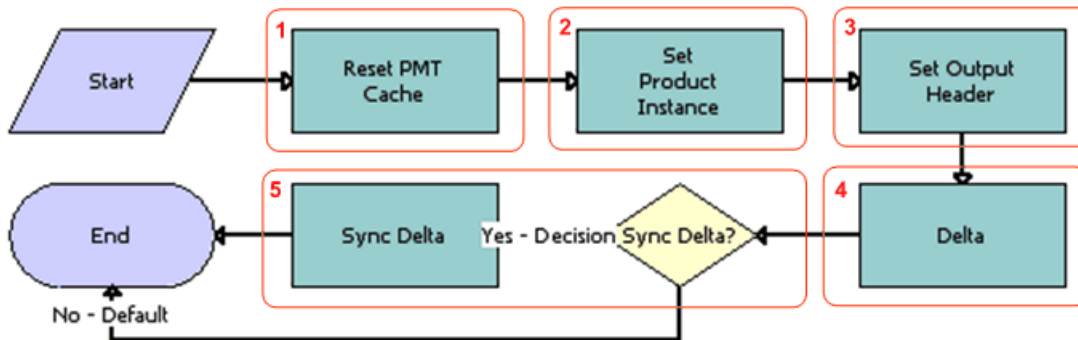 1
2
3
Start
Reset PMT
Cache
Set
Product
Instance
Set Output
Header
5
4
End
Sync Delta
Yes - Decision
Sync Delta?
Delta
No - Default